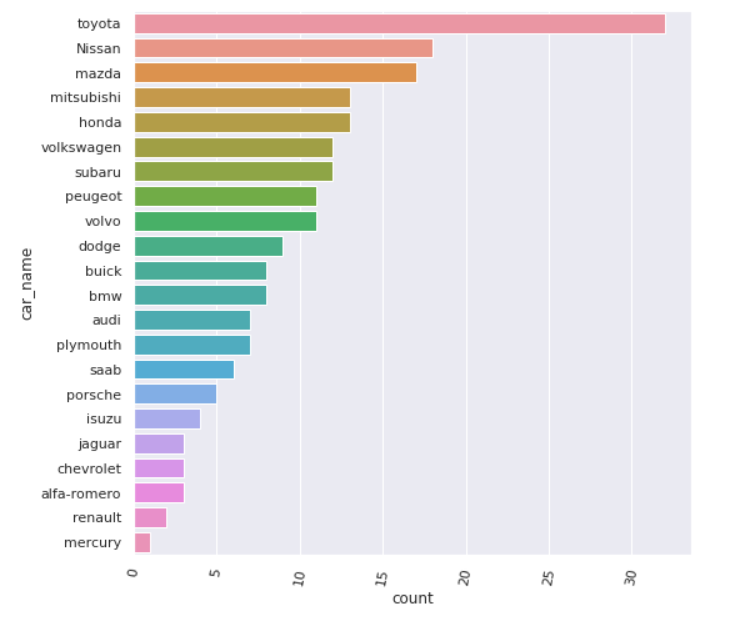 toyota
Nissan
mazda
mitsubishi
honda
volkswagen
subaru
peugeot
volvo
dodge
buick
bmw
audi
plymouth
saab
porsche
isuzu
jaguar
chevrolet
alfa-romero
renault
mercury
car_name
0 5 10 15 20 25 30
count